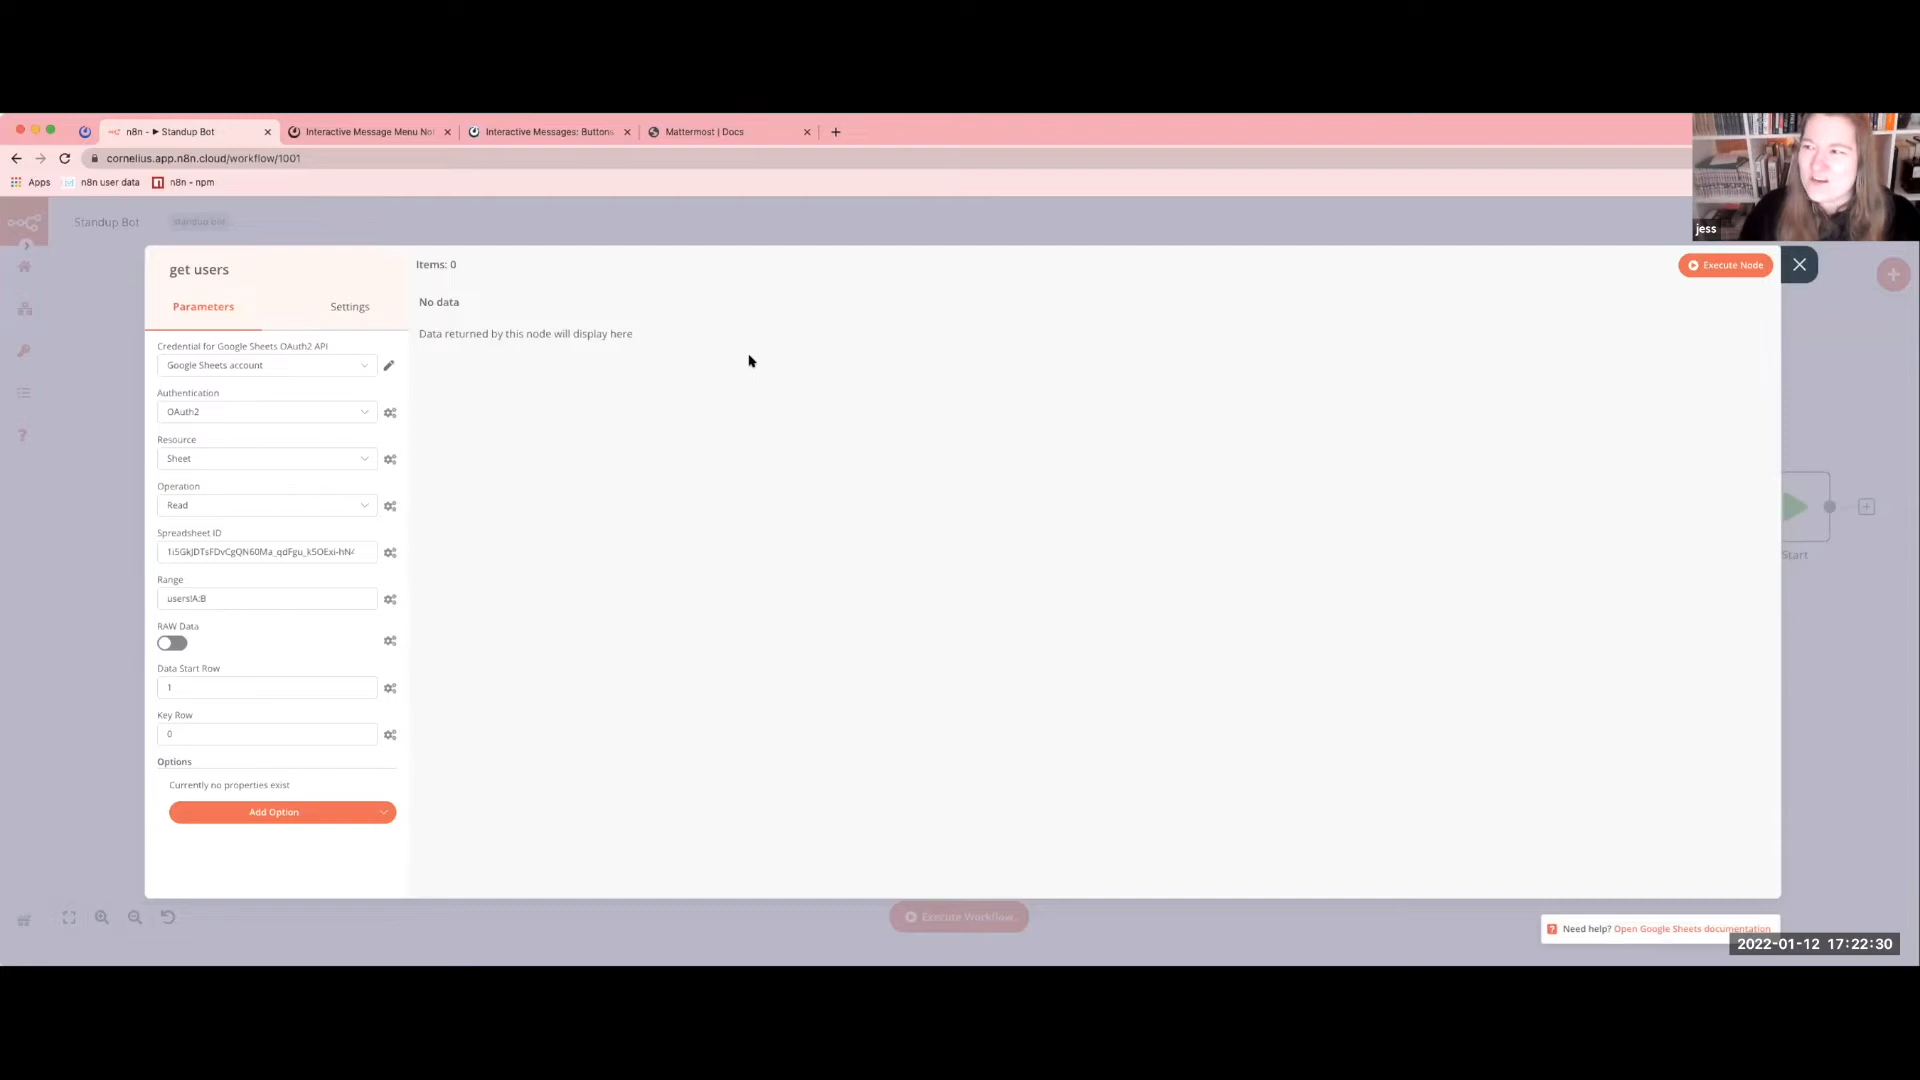 n8n - ▶ Standup Bot
Interactive Message Menu Not
Interactive Messages: Buttons
Mattermost | Docs
cornelius.app.n8n.cloud/workflow/1001
Apps
n8n user data
n8n - npm
jess
Standup Bot
standup bot
get users
Items: 0
Execute Node
Parameters
Settings
No data
Data returned by this node will display here
Credential for Google Sheets OAuth2 API
Google Sheets account
Authentication
OAuth2
Resource
Sheet
Operation
Read
Spreadsheet ID
Range
users!A:B
RAW Data
Data Start Row
1
Key Row
0
Options
Currently no properties exist
Add Option
Start
Execute Workflow
Need help? Open Google Sheets documentation
2022-01-12 17:22:30